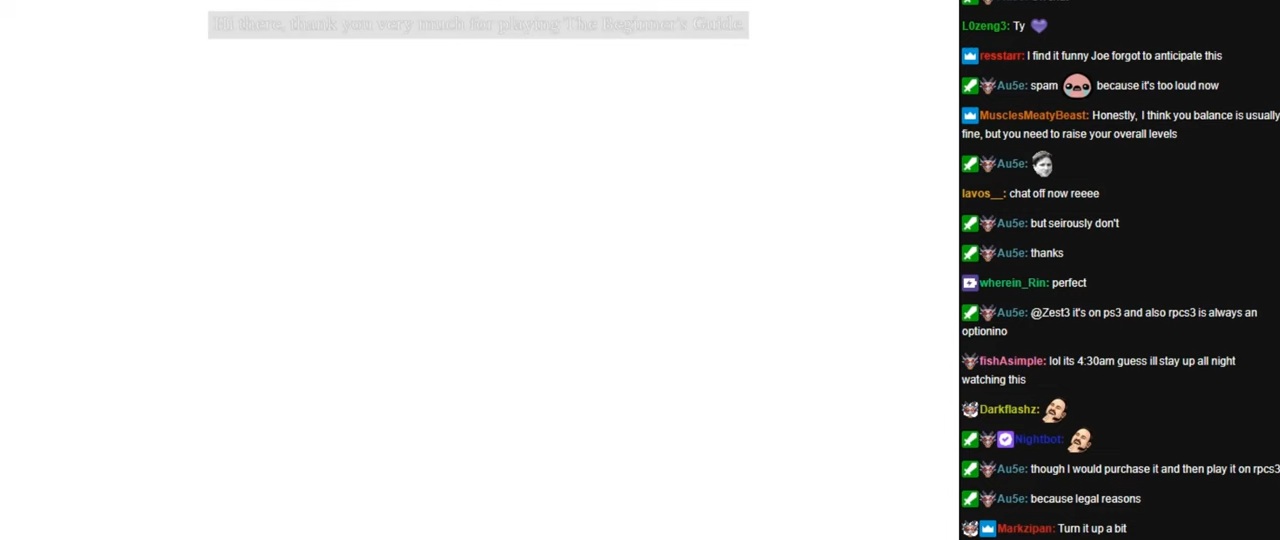 Hi there, thank you very much for playing The Beginner's Guide.
L0zeng3: Ty
resstarr: I find it funny Joe forgot to anticipate this
Au5e: spam because it's too loud now
MusclesMeatyBeast: Honestly, I think you balance is usually
fine, but you need to raise your overall levels
Au5e:
lavos__: chat off now reeee
Au5e: but seirously don't
Au5e: thanks
wherein_Rin: perfect
Au5e: @Zest3 it's on ps3 and also rpcs3 is always an
optionino
fishAsimple: lol its 4:30am guess ill stay up all night
watching this
Darkflashz:
Nightbot:
Au5e: though I would purchase it and then play it on rpcs3
Au5e: because legal reasons
Markzipan: Turn it up a bit